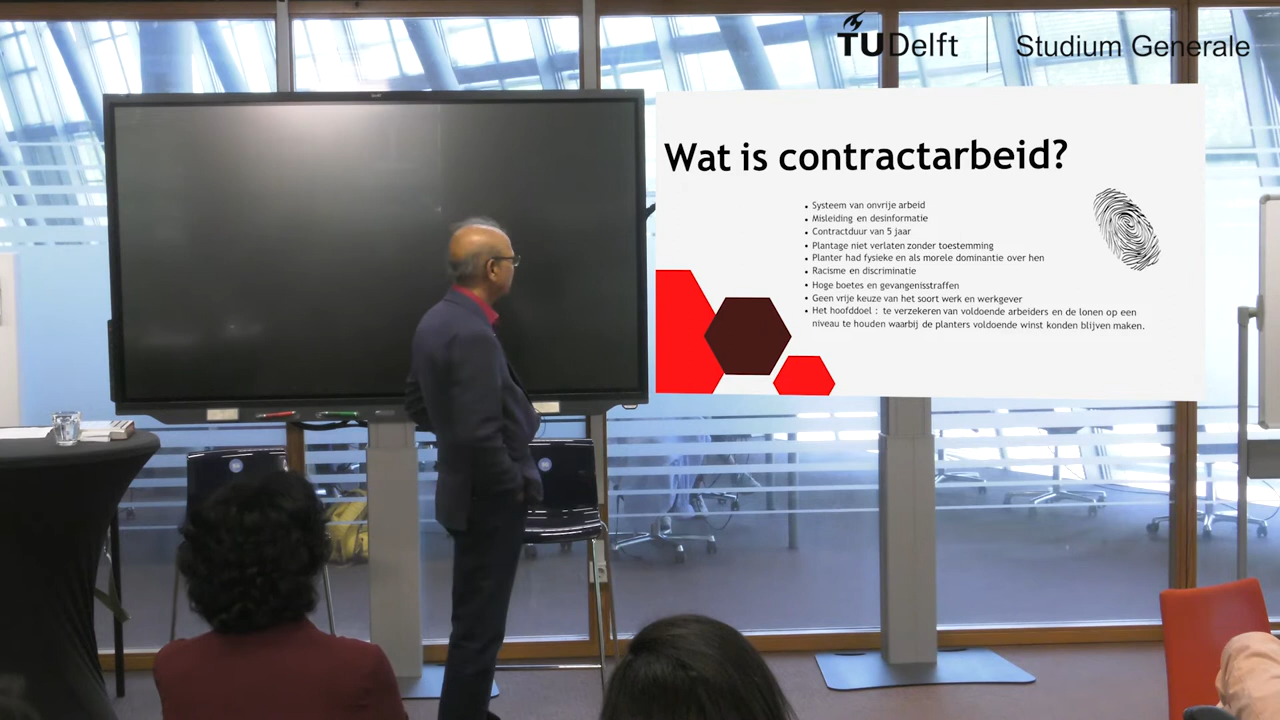 TU Delft
Studium Generale
Wat is contractarbeid?
• Systeem van onvrije arbeid
• Misleiding en desinformatie
• Contractduur van 5 jaar
• Plantage niet verlaten zonder toestemming
• Planter had fysieke en als morele dominantie over hen
• Racisme en discriminatie
• Hoge boetes en gevangenisstraffen
• Geen vrije keuze van het soort werk en werkgever
• Het hoofddoel : te verzekeren van voldoende arbeiders en de lonen op een
niveau te houden waarbij de planters voldoende winst konden blijven maken.